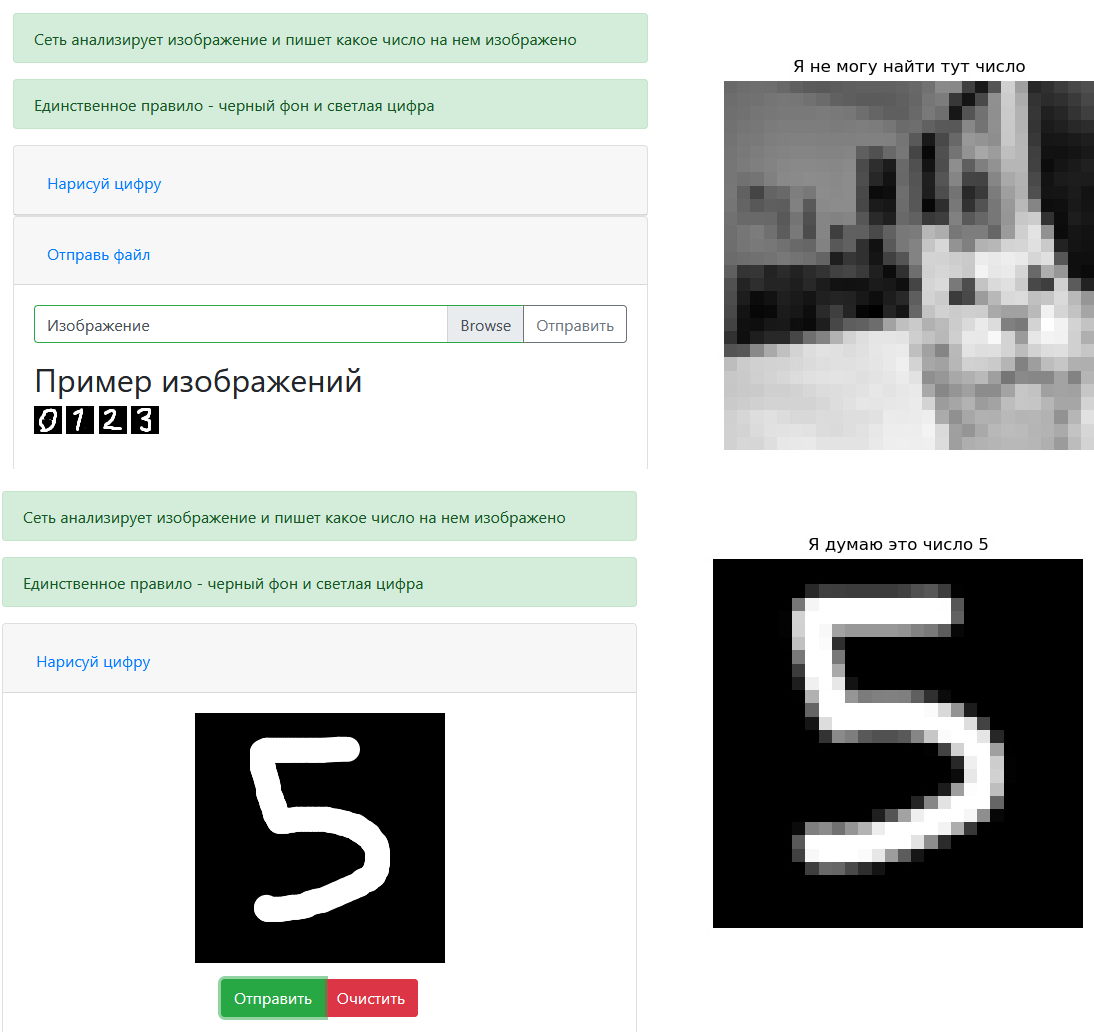 Сеть анализирует изображение и пишет какое число на нем изображено
Единственное правило - черный фон и светлая цифра
Нарисуй цифру
Отправь файл
Изображение Browse Отправить
Пример изображений
0 1 2 3
Я не могу найти тут число
Сеть анализирует изображение и пишет какое число на нем изображено
Единственное правило - черный фон и светлая цифра
Нарисуй цифру
5
Отправить Очистить
Я думаю это число 5
5